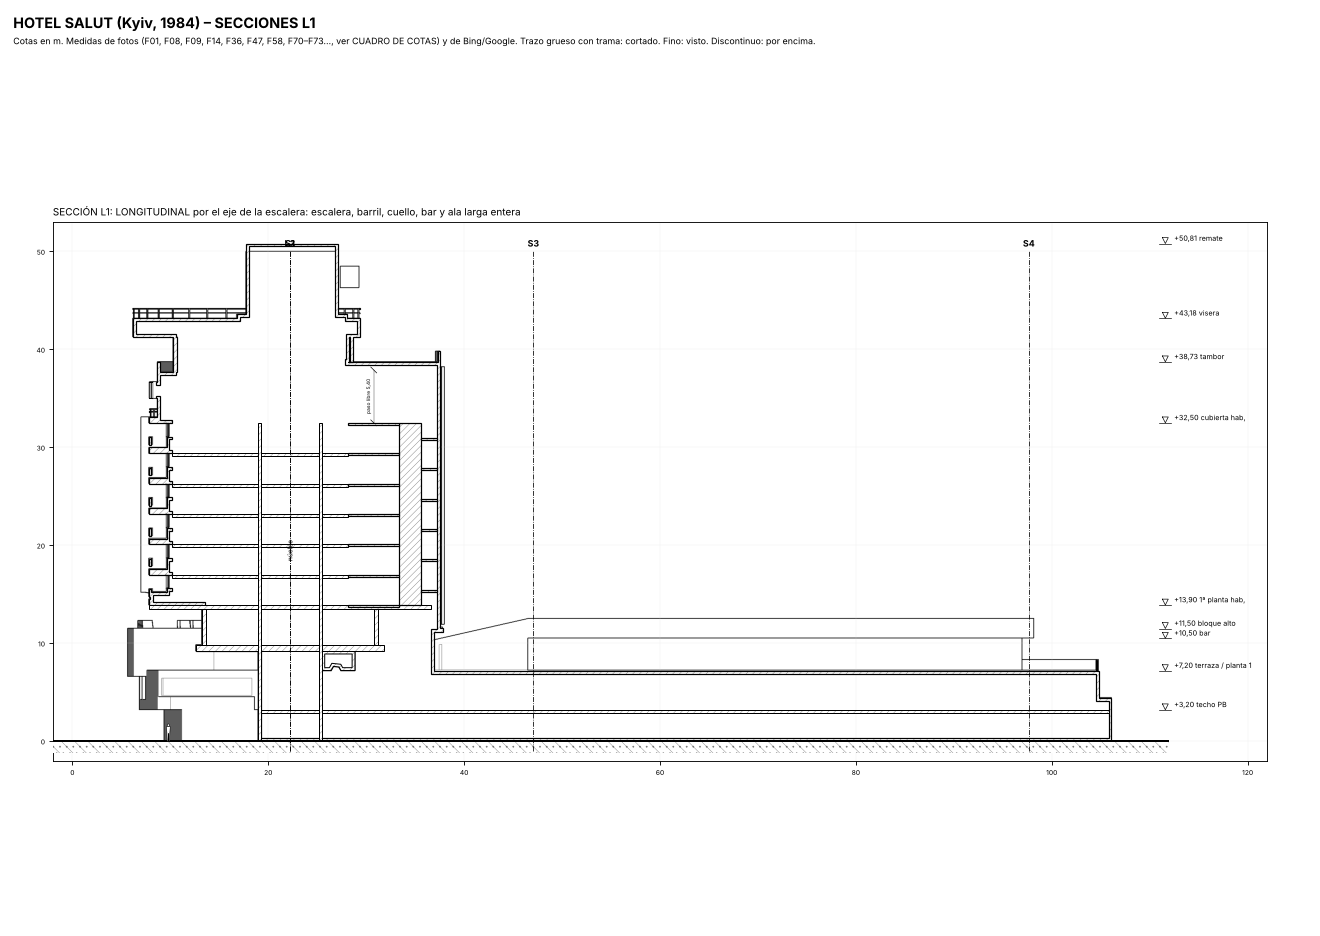 HOTEL SALUT (Kyiv, 1984) – SECCIONES L1
Cotas en m. Medidas de fotos (F01, F08, F09, F14, F36, F47, F58, F70–F73..., ver CUADRO DE COTAS) y de Bing/Google. Trazo grueso con trama: cortado. Fino: visto. Discontinuo: por encima.
SECCIÓN L1: LONGITUDINAL por el eje de la escalera: escalera, barril, cuello, bar y ala larga entera
S3
S4
+50,81 remate
+43,18 visera
+38,73 tambor
+32,50 cubierta hab,
+13,90 1ª planta hab,
+11,50 bloque alto
+10,50 bar
+7,20 terraza / planta 1
+3,20 techo PB
paso libre 5,40
50
40
30
20
10
0
0
20
40
60
80
100
120